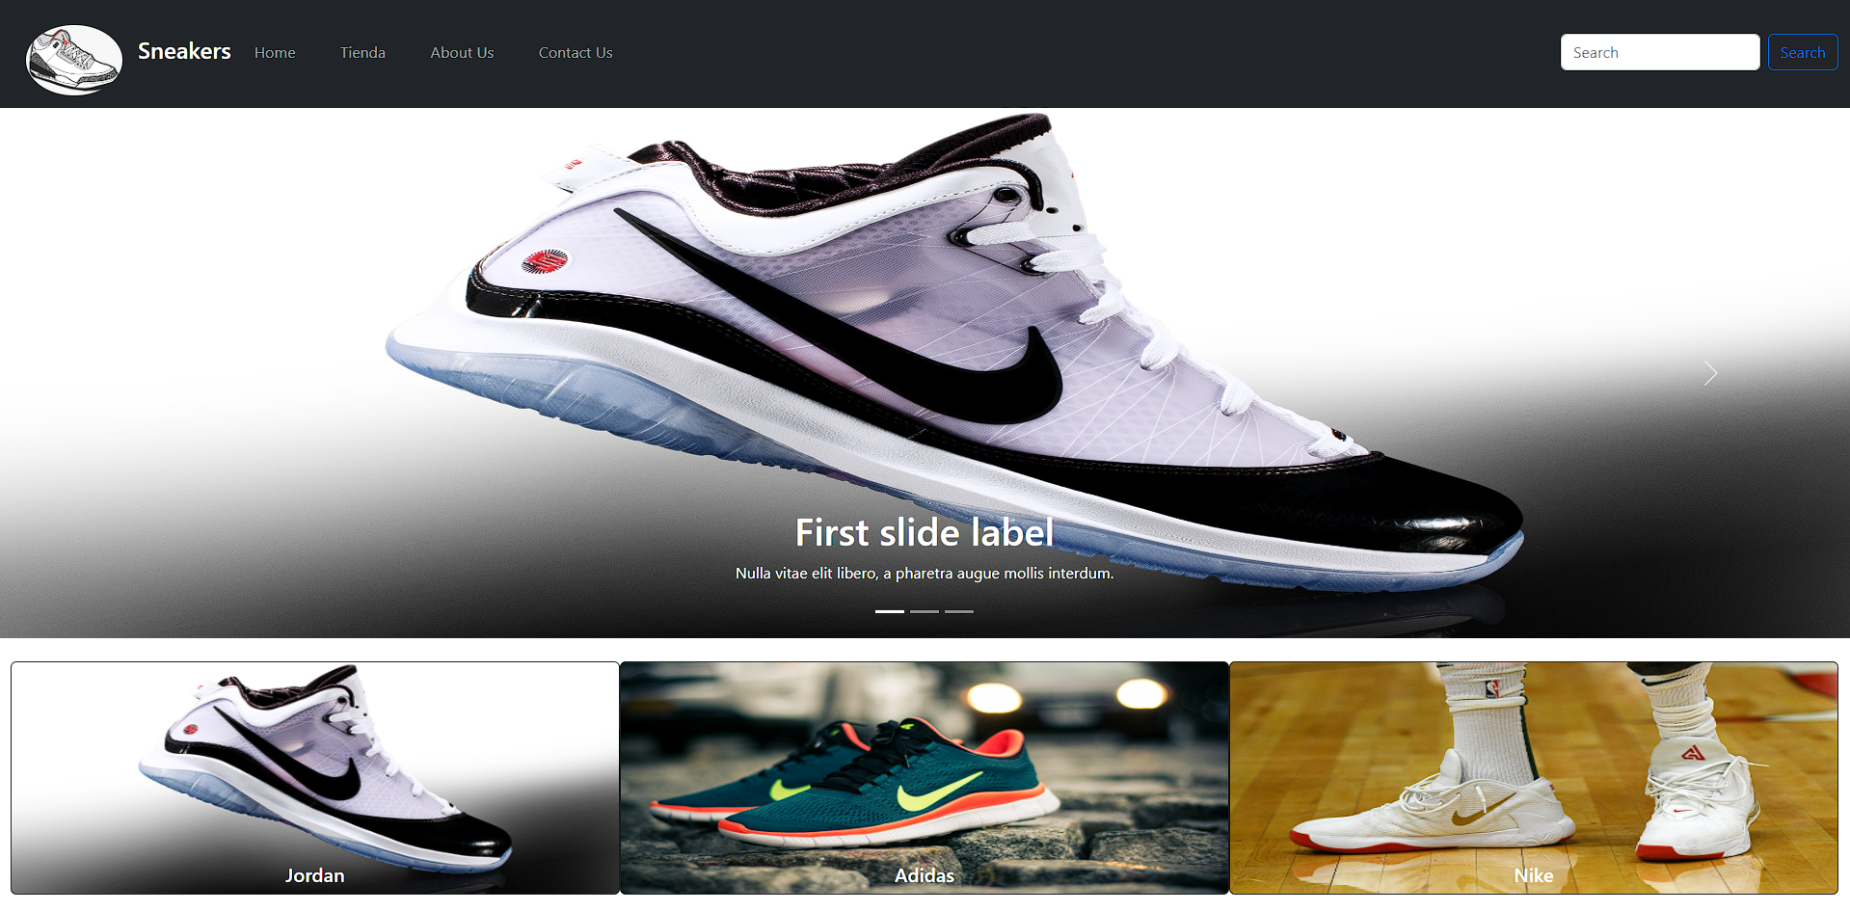 Sneakers
Home
Tienda
About Us
Contact Us
Search
Search
First slide label
Nulla vitae elit libero, a pharetra augue mollis interdum.
Jordan
Adidas
Nike